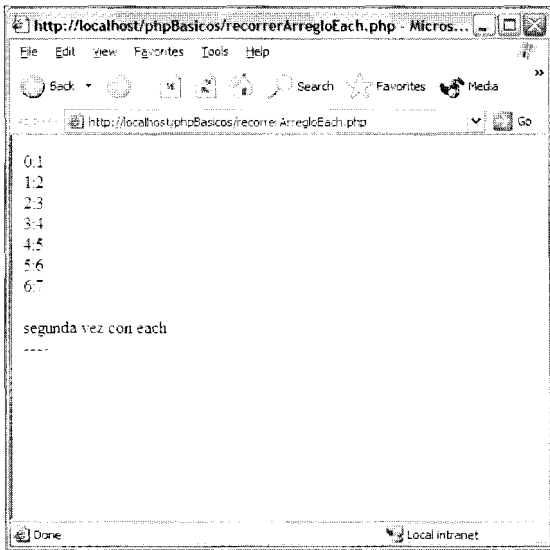 http://localhost/phpBasicos/recorrerArregloEach.php - Micros...
File Edit View Favorites Tools Help
Back Search Favorites Media »
http://localhost/phpBasicos/recorrerArregloEach.php Go
0:1
1:2
2:3
3:4
4:5
5:6
6:7
segunda vez con each
----
Done Local intranet